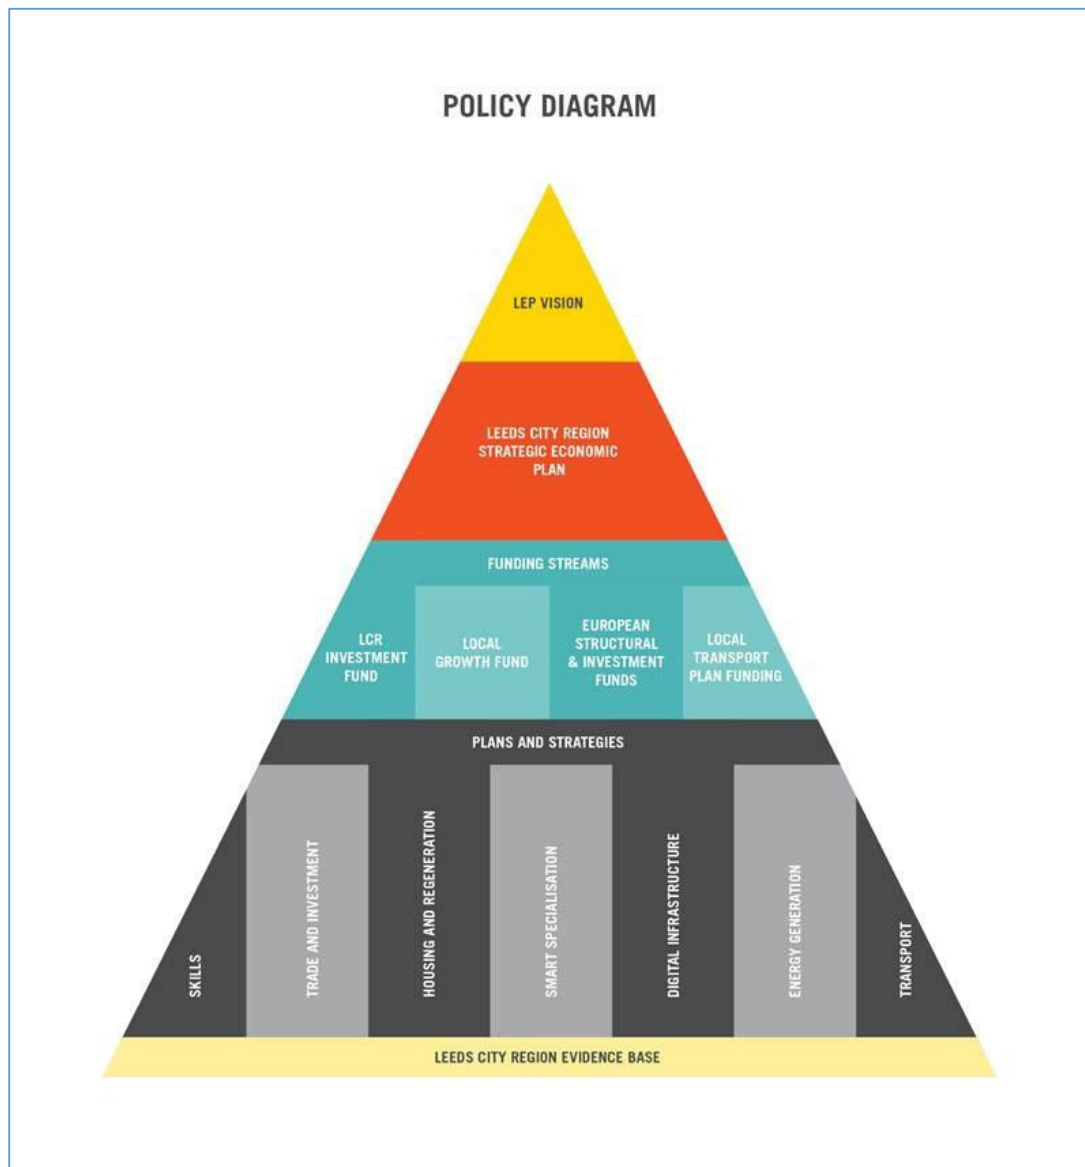 POLICY DIAGRAM
LEP VISION
LEEDS CITY REGION
STRATEGIC ECONOMIC
PLAN
FUNDING STREAMS
LCR
INVESTMENT
FUND
LOCAL
GROWTH FUND
EUROPEAN
STRUCTURAL
& INVESTMENT
FUNDS
LOCAL
TRANSPORT
PLAN FUNDING
PLANS AND STRATEGIES
SKILLS
TRADE AND INVESTMENT
HOUSING AND REGENERATION
SMART SPECIALISATION
DIGITAL INFRASTRUCTURE
ENERGY GENERATION
TRANSPORT
LEEDS CITY REGION EVIDENCE BASE